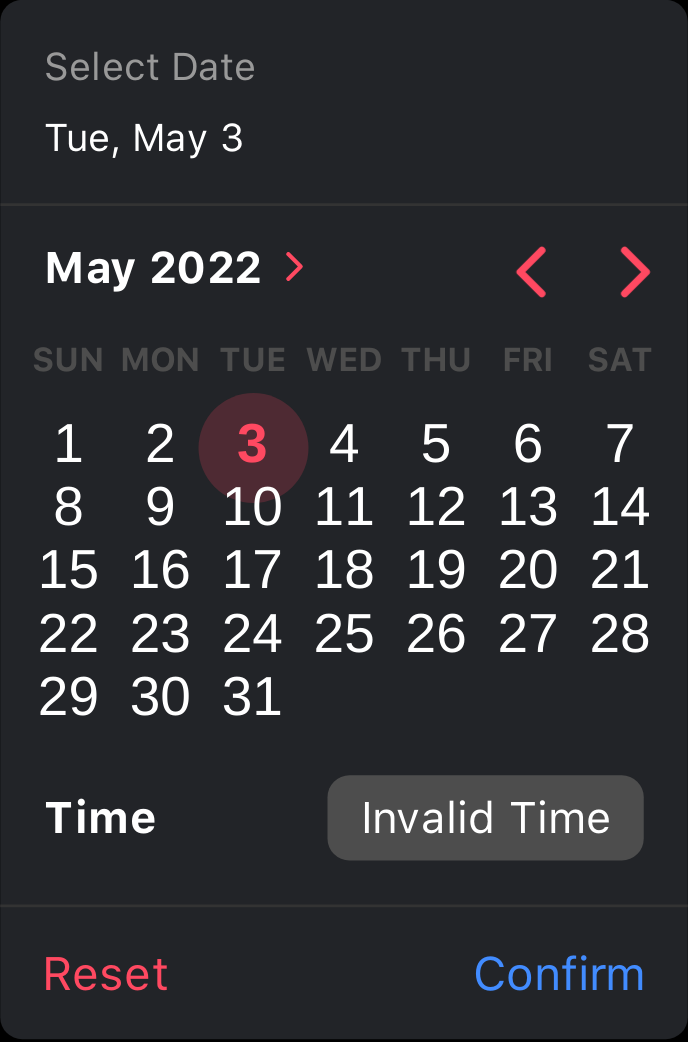 Select Date
Tue, May 3
May 2022
SUN MON TUE WED THU FRI SAT
1 2 3 4 5 6 7
8 9 10 11 12 13 14
15 16 17 18 19 20 21
22 23 24 25 26 27 28
29 30 31
Time Invalid Time
Reset Confirm